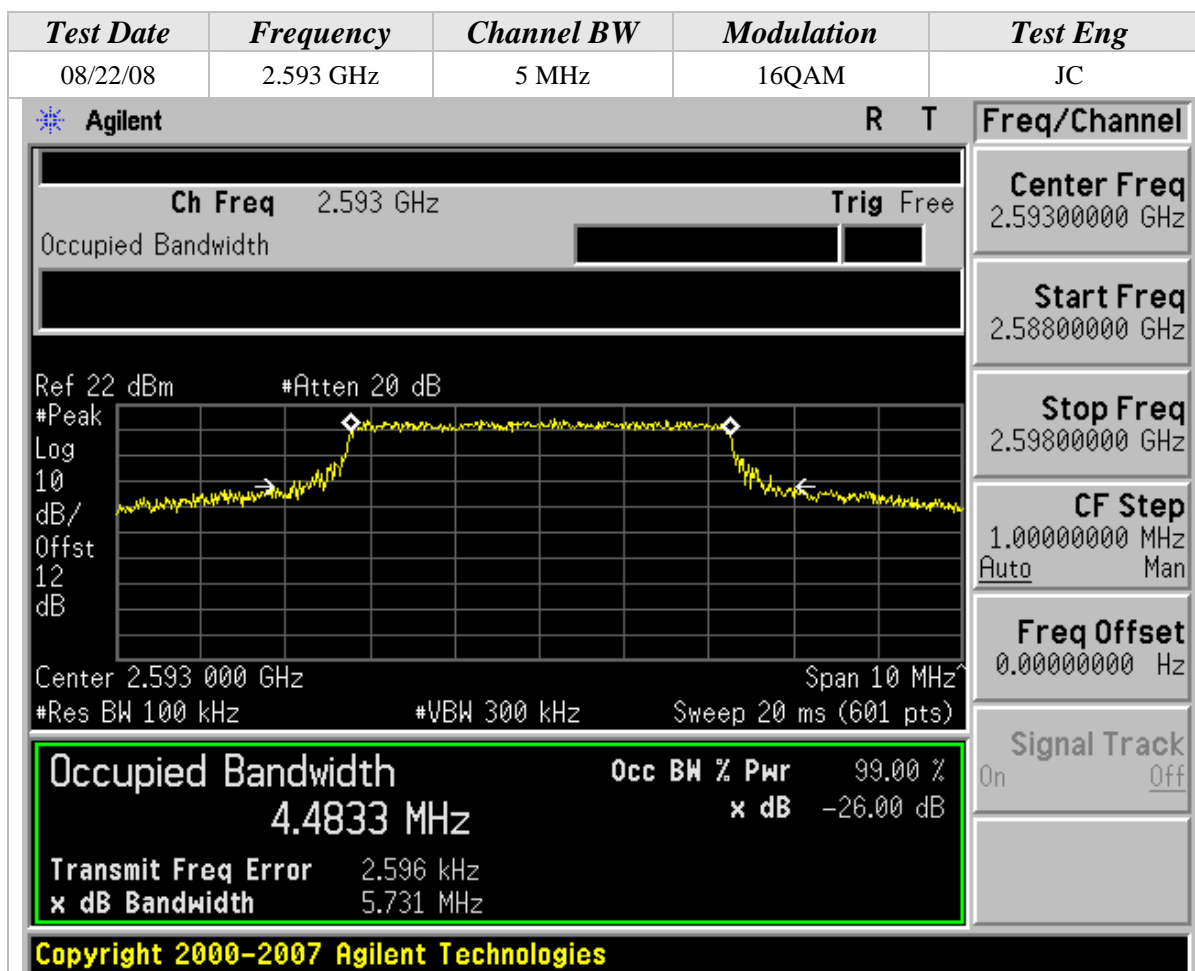 Test Date Frequency Channel BW Modulation Test Eng
08/22/08 2.593 GHz 5 MHz 16QAM JC
Agilent R T Freq/Channel
Ch Freq 2.593 GHz Trig Free
Occupied Bandwidth
Center Freq
2.59300000 GHz
Start Freq
2.58800000 GHz
Stop Freq
2.59800000 GHz
CF Step
1.00000000 MHz
Auto Man
Freq Offset
0.00000000 Hz
Signal Track
On Off
Ref 22 dBm #Atten 20 dB
#Peak
Log
10
dB/
Offst
12
dB
Center 2.593 000 GHz Span 10 MHz^
#Res BW 100 kHz #VBW 300 kHz Sweep 20 ms (601 pts)
Occupied Bandwidth Occ BW % Pwr 99.00 %
4.4833 MHz x dB -26.00 dB
Transmit Freq Error 2.596 kHz
x dB Bandwidth 5.731 MHz
Copyright 2000-2007 Agilent Technologies